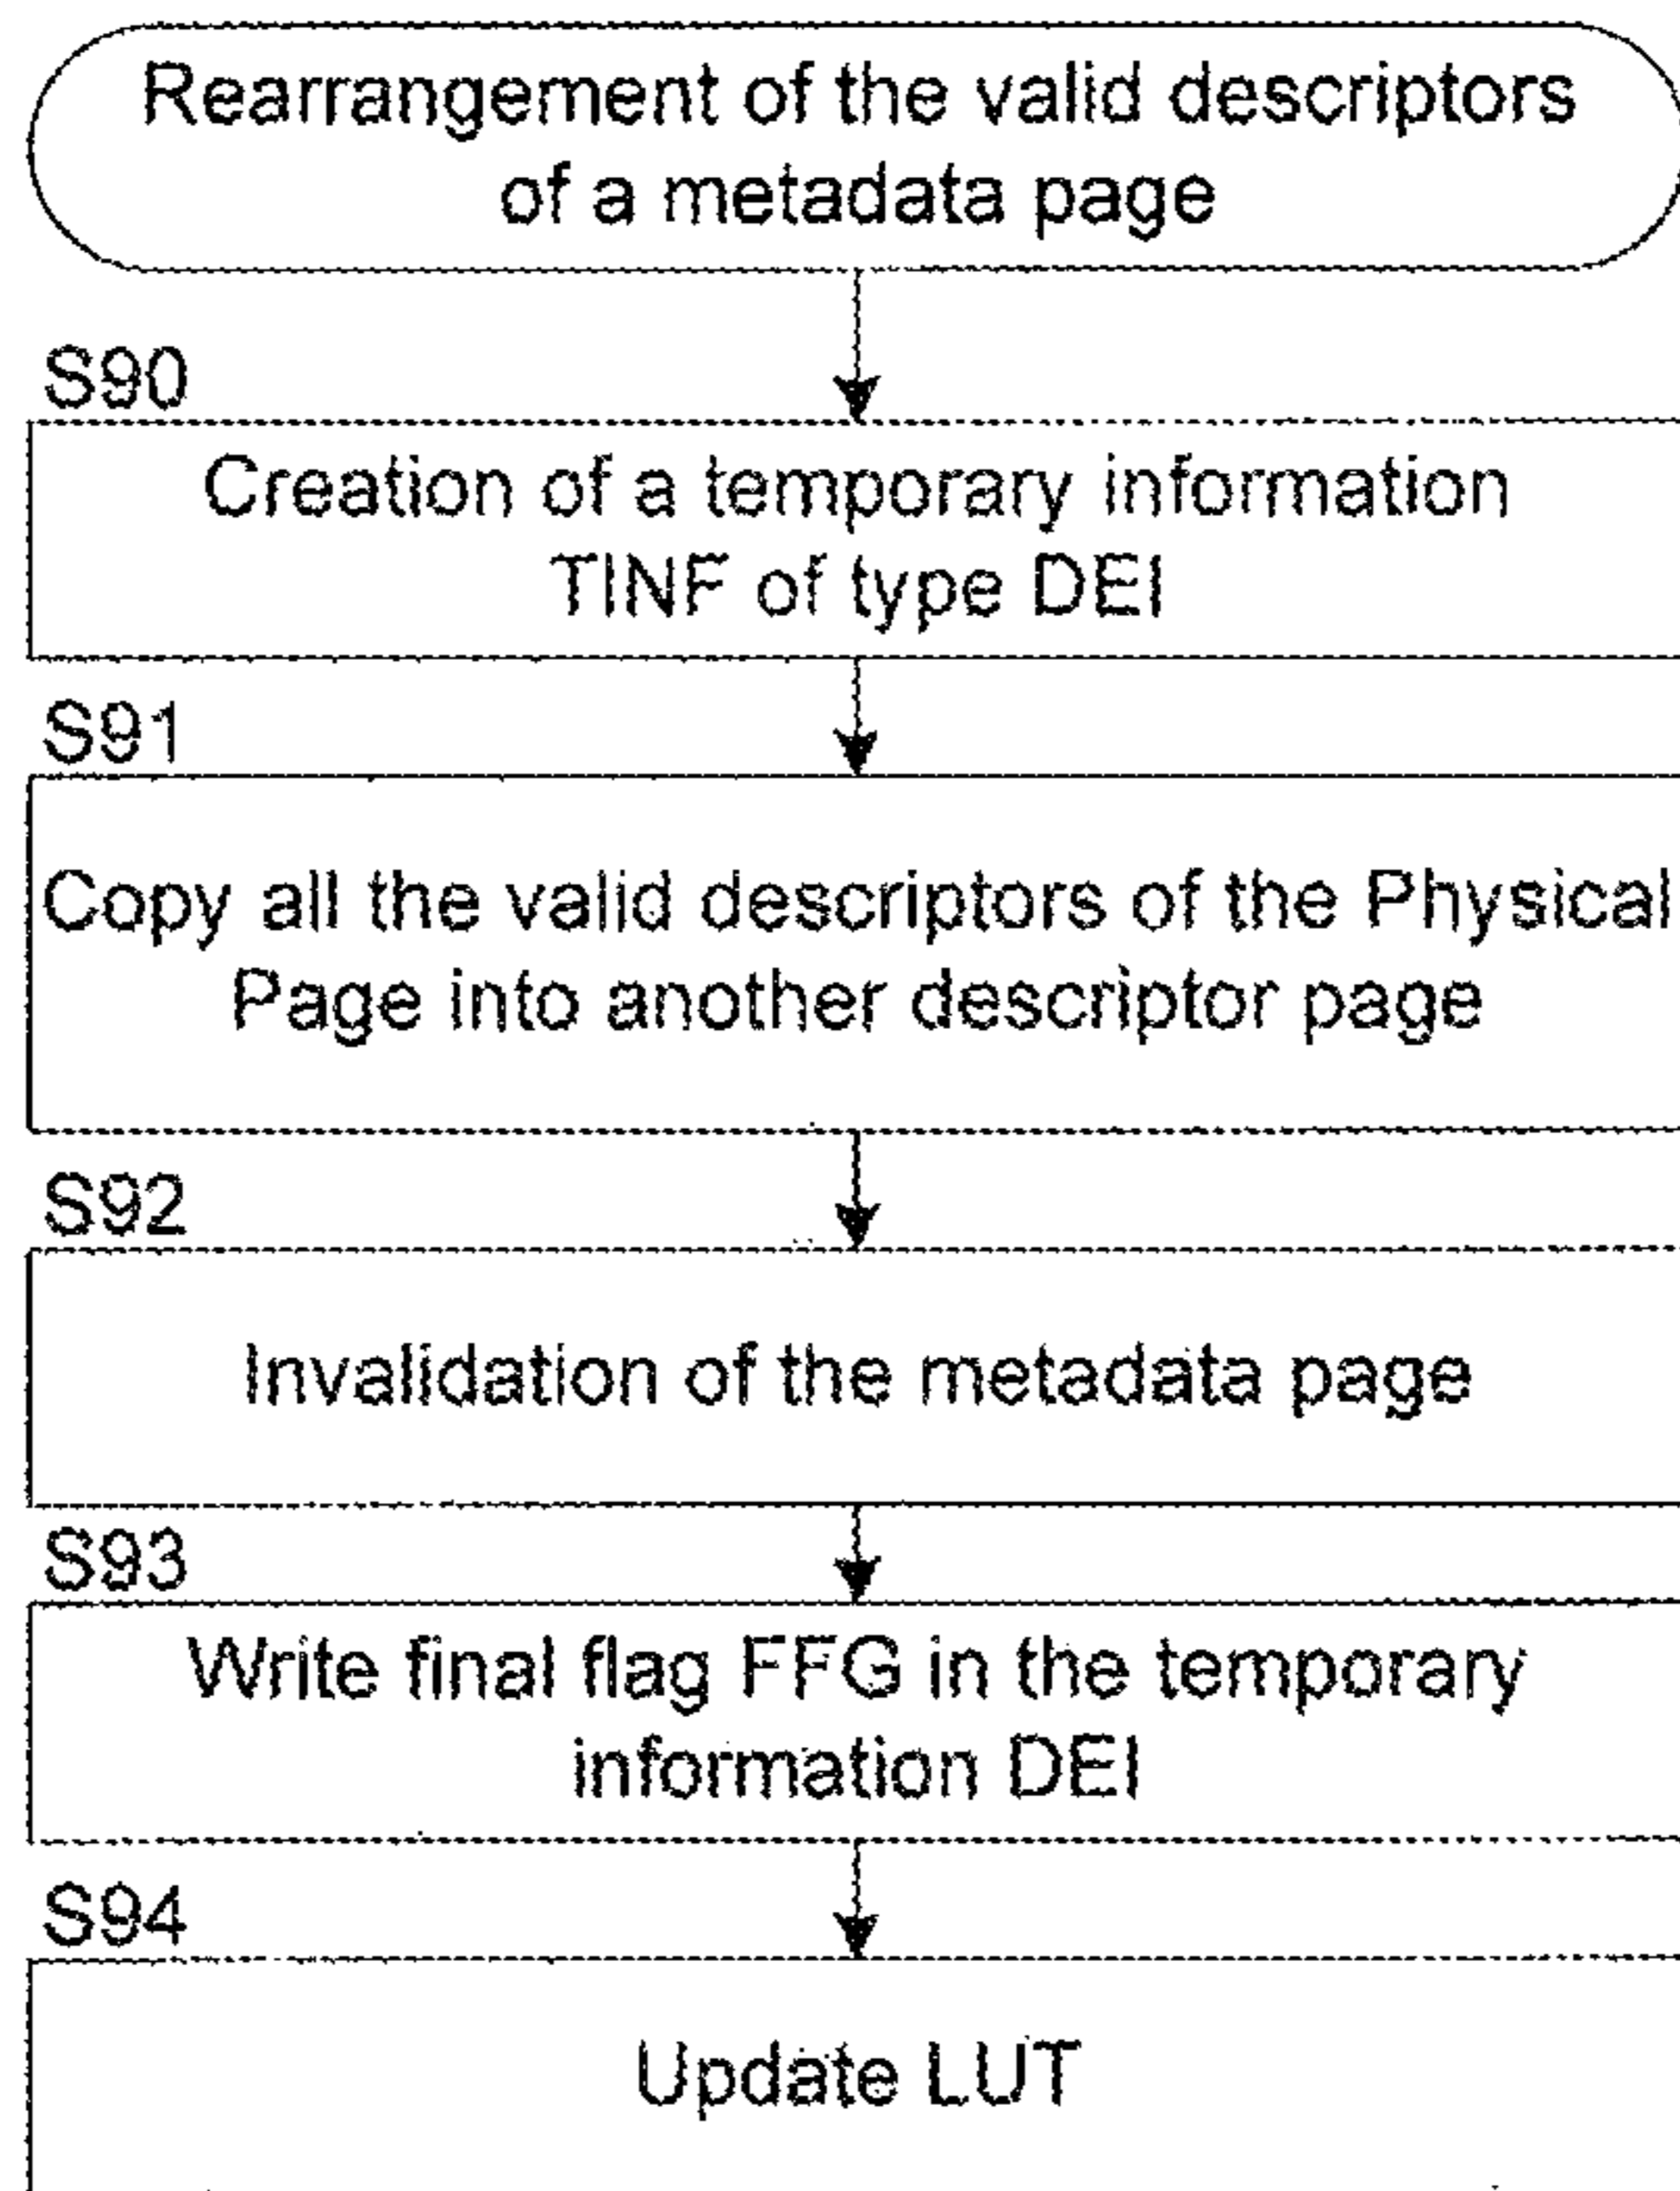 Rearrangement of the valid descriptors
of a metadata page
S90
Creation of a temporary information
TINF of type DEI
S91
Copy all the valid descriptors of the Physical
Page into another descriptor page
S92
Invalidation of the metadata page
S93
Write final flag FFG in the temporary
information DEI
S94
Update LUT